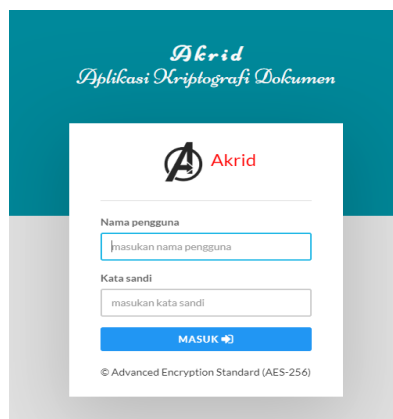 Akrid
Aplikasi Kriptografi Dokumen
Akrid
Nama pengguna
masukan nama pengguna
Kata sandi
masukan kata sandi
MASUK
© Advanced Encryption Standard (AES-256)